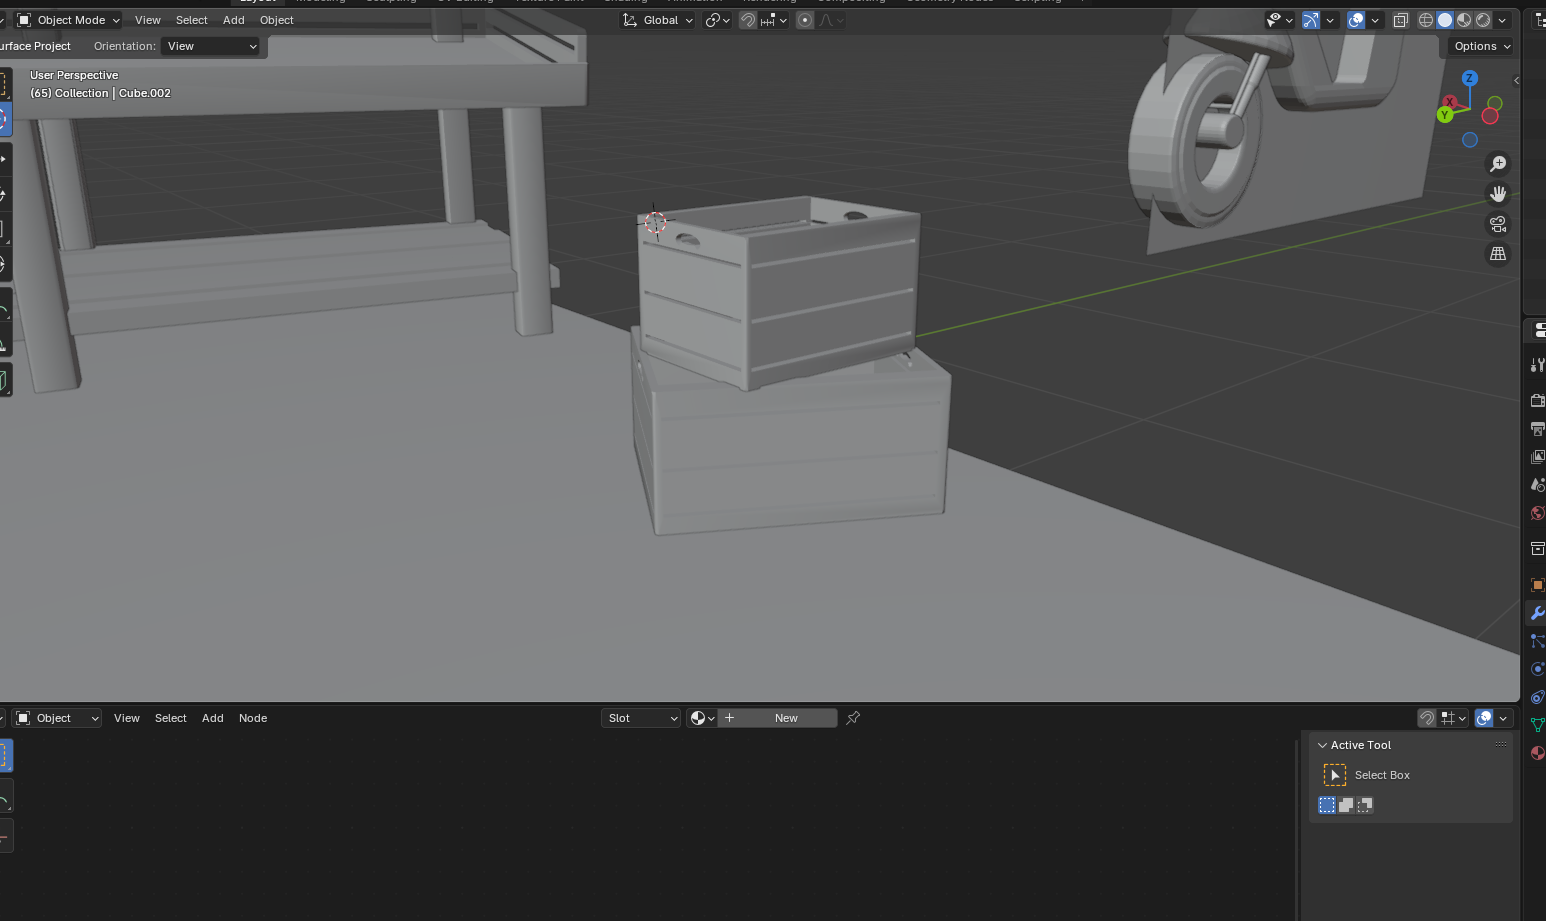 Object Mode View Select Add Object Global
urface Project Orientation: View Options
User Perspective
(65) Collection | Cube.002
Z
X
Y
Object View Select Add Node Slot New
Active Tool
Select Box